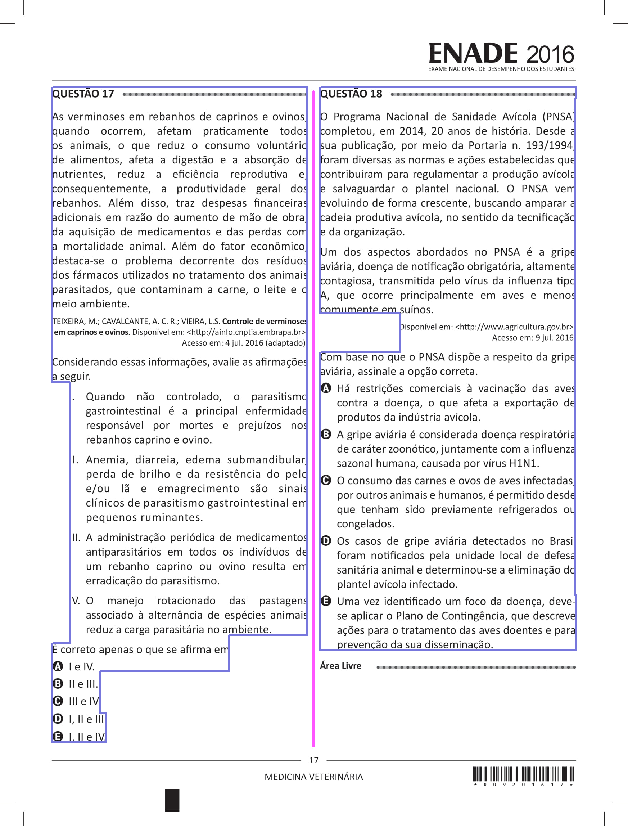 ENADE 2016
EXAME NACIONAL DE DESEMPENHO DOS ESTUDANTES
QUESTÃO 17
As verminoses em rebanhos de caprinos e ovinos,
quando ocorrem, afetam praticamente todos
os animais, o que reduz o consumo voluntário
de alimentos, afeta a digestão e a absorção de
nutrientes, reduz a eficiência reprodutiva e,
consequentemente, a produtividade geral dos
rebanhos. Além disso, traz despesas financeiras
adicionais em razão do aumento de mão de obra,
da aquisição de medicamentos e das perdas com
a mortalidade animal. Além do fator econômico,
destaca-se o problema decorrente dos resíduos
dos fármacos utilizados no tratamento dos animais
parasitados, que contaminam a carne, o leite e o
meio ambiente.
TEIXEIRA, M.; CAVALCANTE, A. C. R.; VIEIRA, L.S. Controle de verminoses
em caprinos e ovinos. Disponível em: <http://ainfo.cnptia.embrapa.br>
Acesso em: 4 jul. 2016 (adaptado)
Considerando essas informações, avalie as afirmações
a seguir.
I. Quando não controlado, o parasitismo
gastrointestinal é a principal enfermidade
responsável por mortes e prejuízos nos
rebanhos caprino e ovino.
I. Anemia, diarreia, edema submandibular,
perda de brilho e da resistência do pelo
e/ou lã e emagrecimento são sinais
clínicos de parasitismo gastrointestinal em
pequenos ruminantes.
II. A administração periódica de medicamentos
antiparasitários em todos os indivíduos de
um rebanho caprino ou ovino resulta em
erradicação do parasitismo.
V. O manejo rotacionado das pastagens
associado à alternância de espécies animais
reduz a carga parasitária no ambiente.
É correto apenas o que se afirma em
A I e IV.
B II e III.
C III e IV
D I, II e III
E I, II e IV
QUESTÃO 18
O Programa Nacional de Sanidade Avícola (PNSA)
completou, em 2014, 20 anos de história. Desde a
sua publicação, por meio da Portaria n. 193/1994,
foram diversas as normas e ações estabelecidas que
contribuiram para regulamentar a produção avícola
e salvaguardar o plantel nacional. O PNSA vem
evoluindo de forma crescente, buscando amparar a
cadeia produtiva avícola, no sentido da tecnificação
e da organização.
Um dos aspectos abordados no PNSA é a gripe
aviária, doença de notificação obrigatória, altamente
contagiosa, transmitida pelo vírus da influenza tipo
A, que ocorre principalmente em aves e menos
comumente em suínos.
Disponível em: <http://www.agricultura.gov.br>
Acesso em: 9 jul. 2016
Com base no que o PNSA dispõe a respeito da gripe
aviária, assinale a opção correta.
A Há restrições comerciais à vacinação das aves
contra a doença, o que afeta a exportação de
produtos da indústria avícola.
B A gripe aviária é considerada doença respiratória
de caráter zoonótico, juntamente com a influenza
sazonal humana, causada por vírus H1N1.
C O consumo das carnes e ovos de aves infectadas,
por outros animais e humanos, é permitido desde
que tenham sido previamente refrigerados ou
congelados.
D Os casos de gripe aviária detectados no Brasil
foram notificados pela unidade local de defesa
sanitária animal e determinou-se a eliminação do
plantel avícola infectado.
E Uma vez identificado um foco da doença, deve-
se aplicar o Plano de Contingência, que descreve
ações para o tratamento das aves doentes e para
prevenção da sua disseminação.
Área Livre
17
MEDICINA VETERINÁRIA